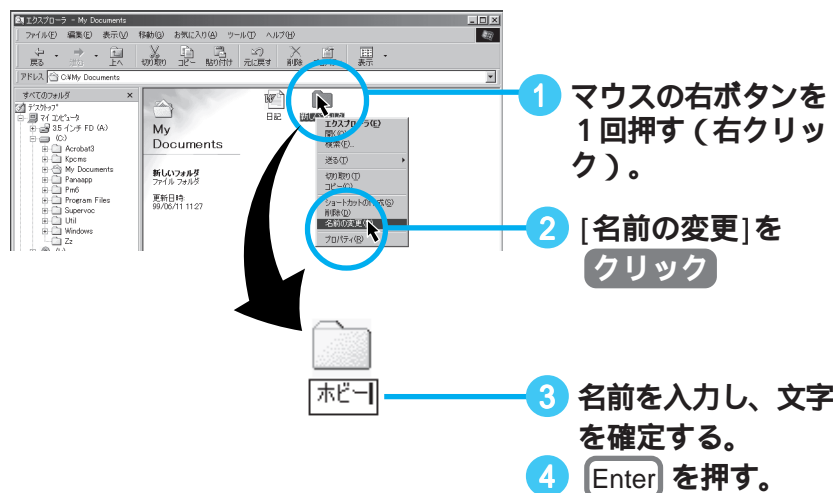 エクスプローラ - My Documents
ファイル(F) 編集(E) 表示(V) 移動(G) お気に入り(A) ツール(T) ヘルプ(H)
戻る 上へ 切り取り コピー 貼り付け 元に戻す 削除 表示
アドレス C:¥My Documents
すべてのフォルダ ×
デスクトップ
マイ コンピュータ
3.5 インチ FD (A:)
(C:)
Acrobat3
Kpcms
My Documents
Panaapp
Pm6
Program Files
Supervoc
Util
Windows
Zz
My
Documents
新しいフォルダ
ファイル フォルダ
更新日時:
99/06/11 11:27
日記
エクスプローラ(E)
検索(F)...
送る(T)
切り取り(T)
コピー(C)
ショートカットの作成(S)
削除(D)
名前の変更
プロパティ(R)
1 マウスの右ボタンを
1回押す(右クリッ
ク)。
2 [名前の変更]を
クリック
ホビー
3 名前を入力し、文字
を確定する。
4 Enter を押す。